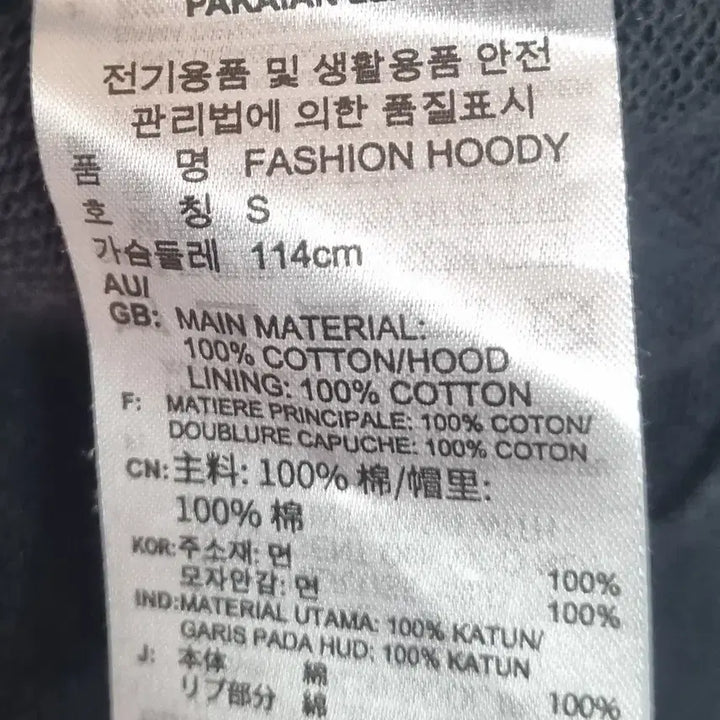 PAKAIAN
전기용품 및 생활용품 안전
관리법에 의한 품질표시
품 명 FASHION HOODY
호 칭 S
가슴둘레 114cm
AU/
GB: MAIN MATERIAL:
100% COTTON/HOOD
LINING: 100% COTTON
F: MATIERE PRINCIPALE: 100% COTON/
DOUBLURE CAPUCHE: 100% COTON
CN: 主料: 100% 棉/帽里:
100% 棉
KOR: 주소재: 면 100%
모자안감: 면 100%
IND: MATERIAL UTAMA: 100% KATUN/
GARIS PADA HUD: 100% KATUN
J: 本体 綿
リブ部分 綿 100%